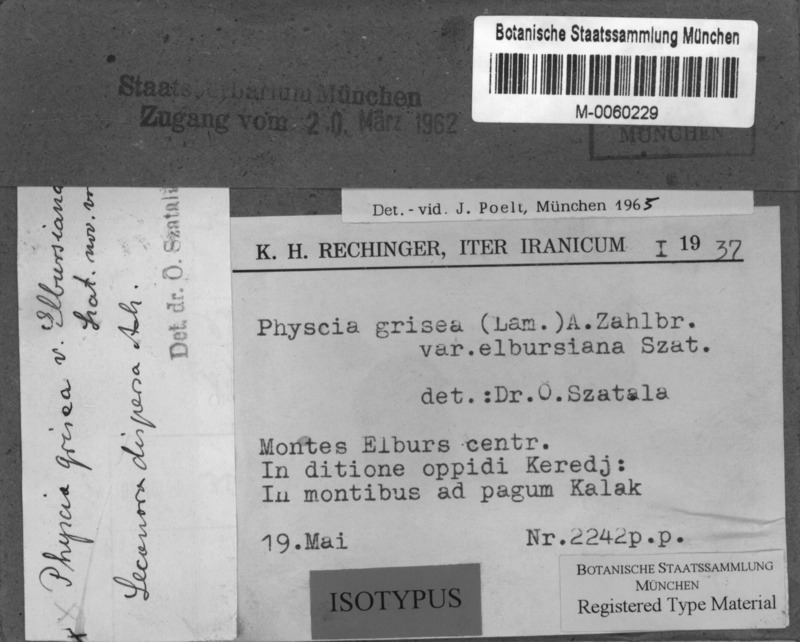 Botanische Staatssammlung München
M-0060229
Staatsherbarium München
Zugang vom 20. März 1962
MÜNCHEN
Det. - vid. J. Poelt, München 1965
K. H. RECHINGER, ITER IRANICUM I 19 37
Physcia grisea (Lam.)A.Zahlbr.
var.elbursiana Szat.
det.:Dr.O.Szatala
Montes Elburs centr.
In ditione oppidi Keredj:
In montibus ad pagum Kalak
19.Mai Nr.2242p.p.
ISOTYPUS
BOTANISCHE STAATSSAMMLUNG
MÜNCHEN
Registered Type Material
Physcia grisea v. Elbursiana
Szat. nov. v
Lecanora dispersa Ach.
Det. dr. Ö. Szatala